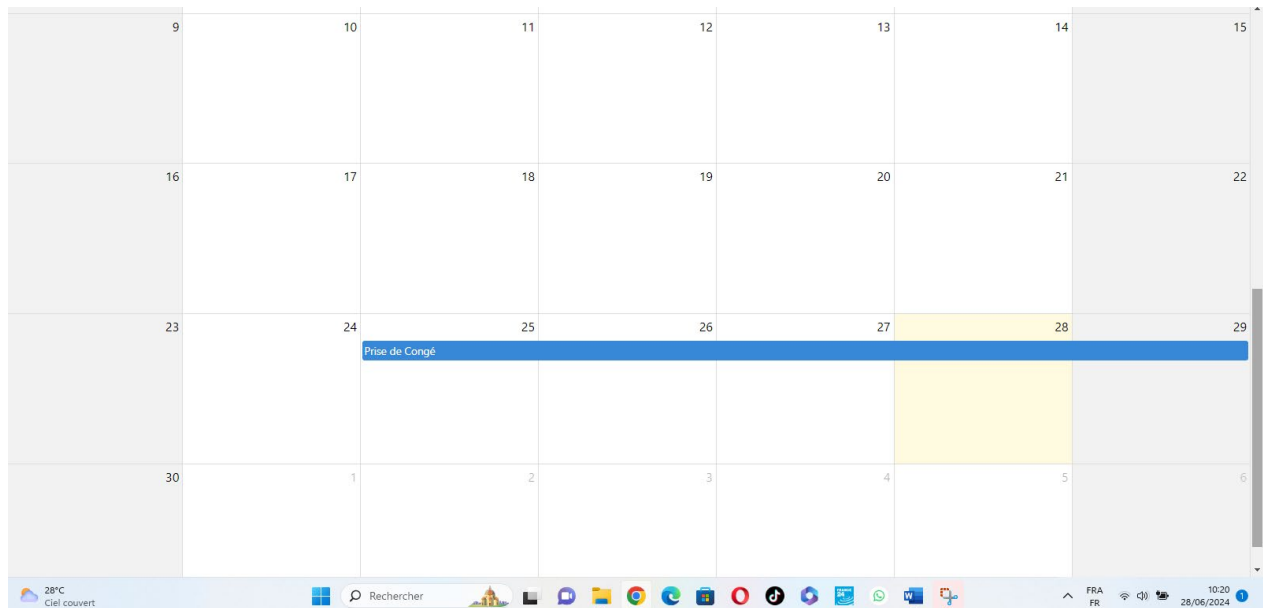 9 10 11 12 13 14 15
16 17 18 19 20 21 22
23 24 25 26 27 28 29
Prise de Congé
30 1 2 3 4 5 6
28°C
Ciel couvert
Rechercher
FRANCE
24
W
FRA
FR
10:20
28/06/2024
1